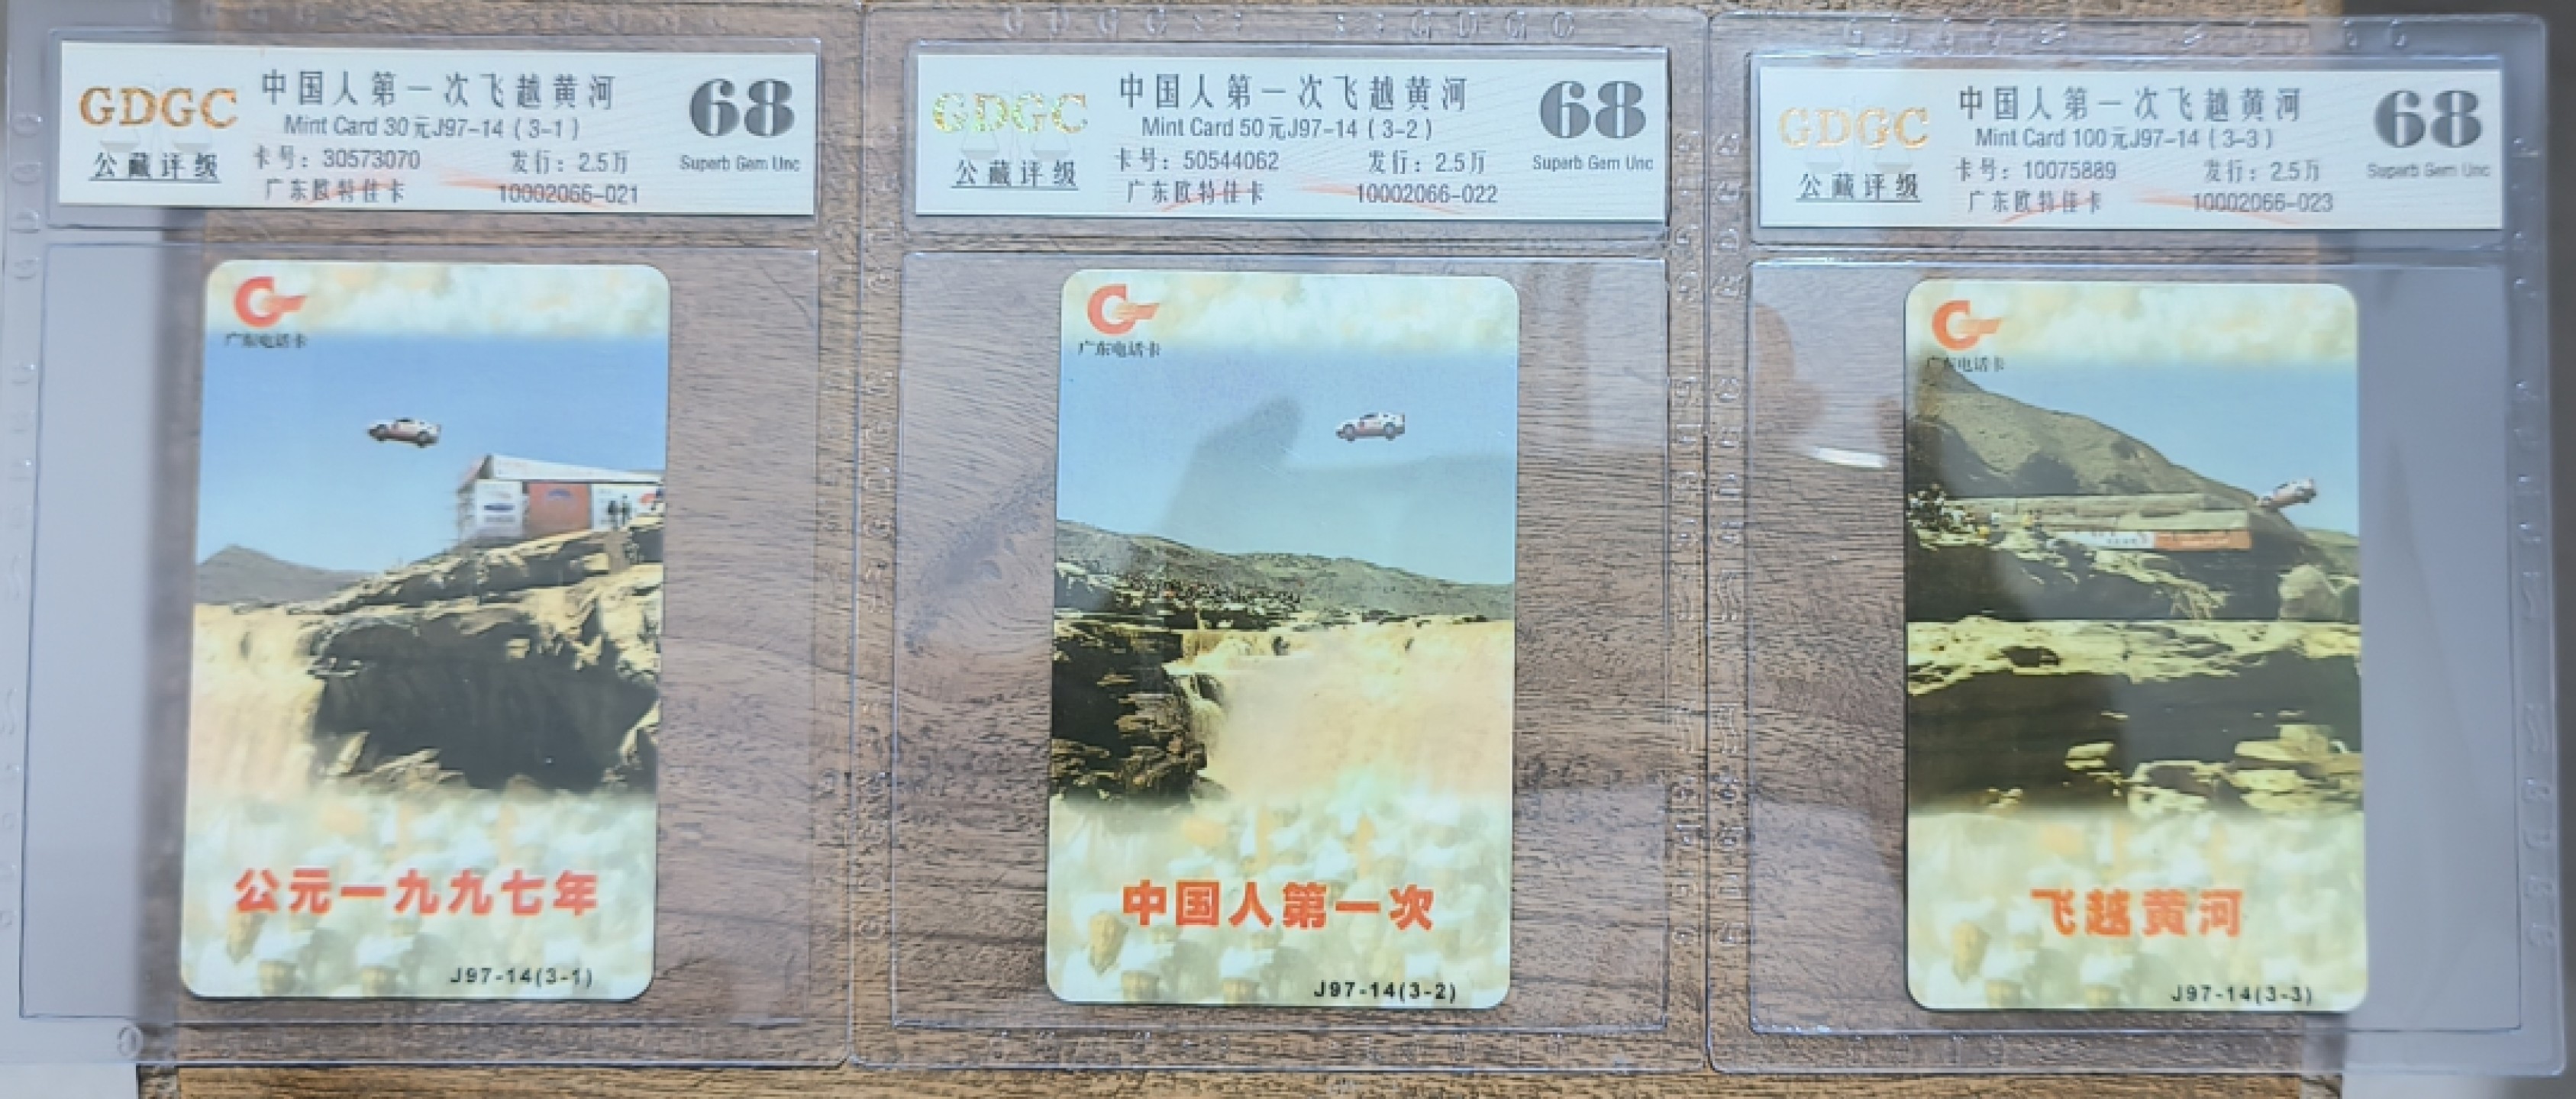 GDGC
公藏评级
中国人第一次飞越黄河
Mint Card 30元J97-14 (3-1)
卡号: 30573070 发行: 2.5万
广东欧特佳卡 10002066-021
68
Superb Gem Unc
GDGC
公藏评级
中国人第一次飞越黄河
Mint Card 50元J97-14 (3-2)
卡号: 50544062 发行: 2.5万
广东欧特佳卡 10002066-022
68
Superb Gem Unc
GDGC
公藏评级
中国人第一次飞越黄河
Mint Card 100元J97-14 (3-3)
卡号: 10075889 发行: 2.5万
广东欧特佳卡 10002066-023
68
Superb Gem Unc
广东电话卡
公元一九九七年
J97-14(3-1)
广东电话卡
中国人第一次
J97-14(3-2)
广东电话卡
飞越黄河
J97-14(3-3)